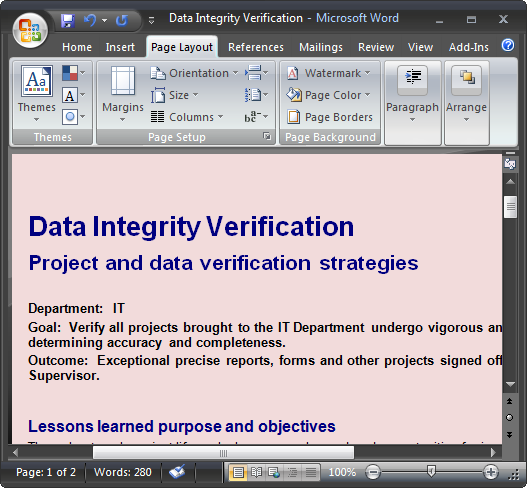 Data Integrity Verification - Microsoft Word
Home Insert Page Layout References Mailings Review View Add-Ins
Themes Aa A
Margins
Orientation
Size
Columns
Watermark
Page Color
Page Borders
Paragraph
Arrange
Themes Page Setup Page Background
Data Integrity Verification
Project and data verification strategies
Department: IT
Goal: Verify all projects brought to the IT Department undergo vigorous an
determining accuracy and completeness.
Outcome: Exceptional precise reports, forms and other projects signed off
Supervisor.
Lessons learned purpose and objectives
Page: 1 of 2 Words: 280 100%